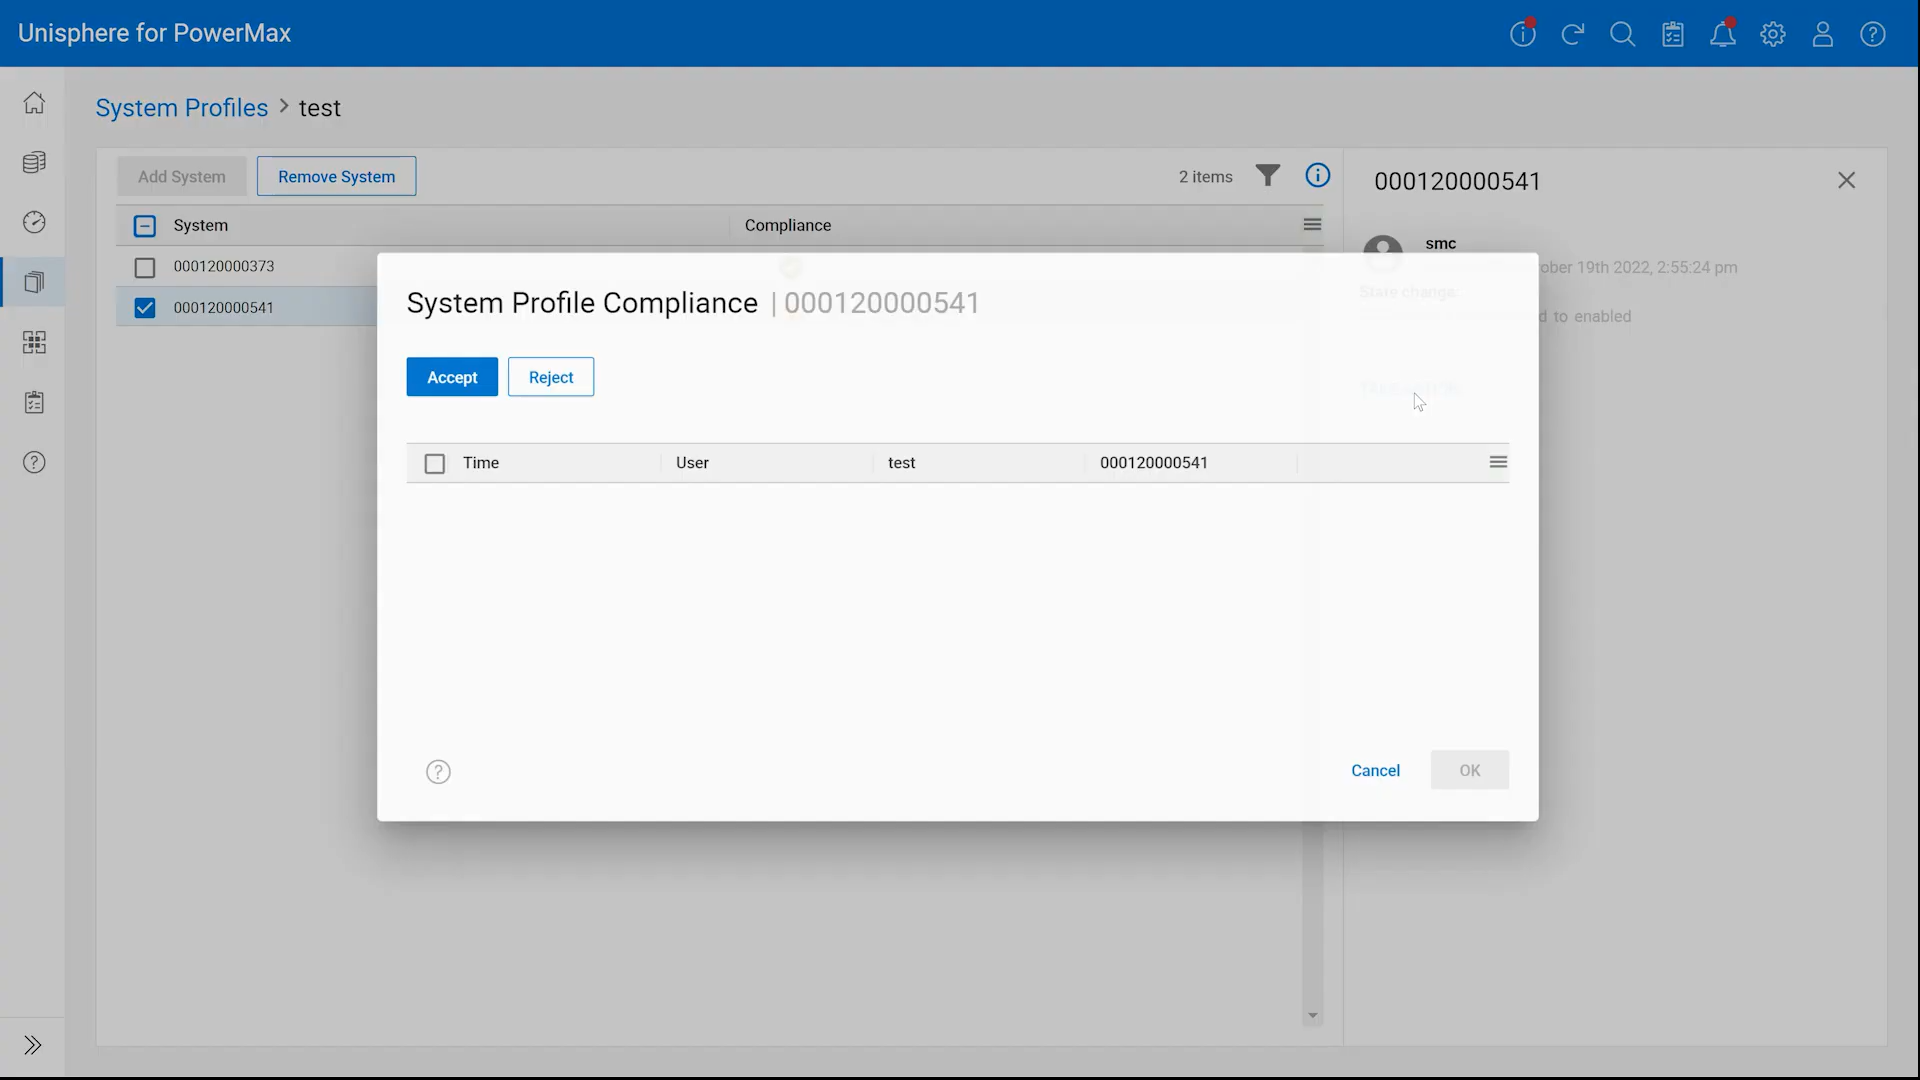 Unisphere for PowerMax
System Profiles > test
Add System
Remove System
2 items
000120000541
System
Compliance
smc
000120000373
ober 19th 2022, 2:55:24 pm
State change:
System Profile Compliance | 000120000541
000120000541
d to enabled
Accept
Reject
Time
User
test
000120000541
Cancel
OK